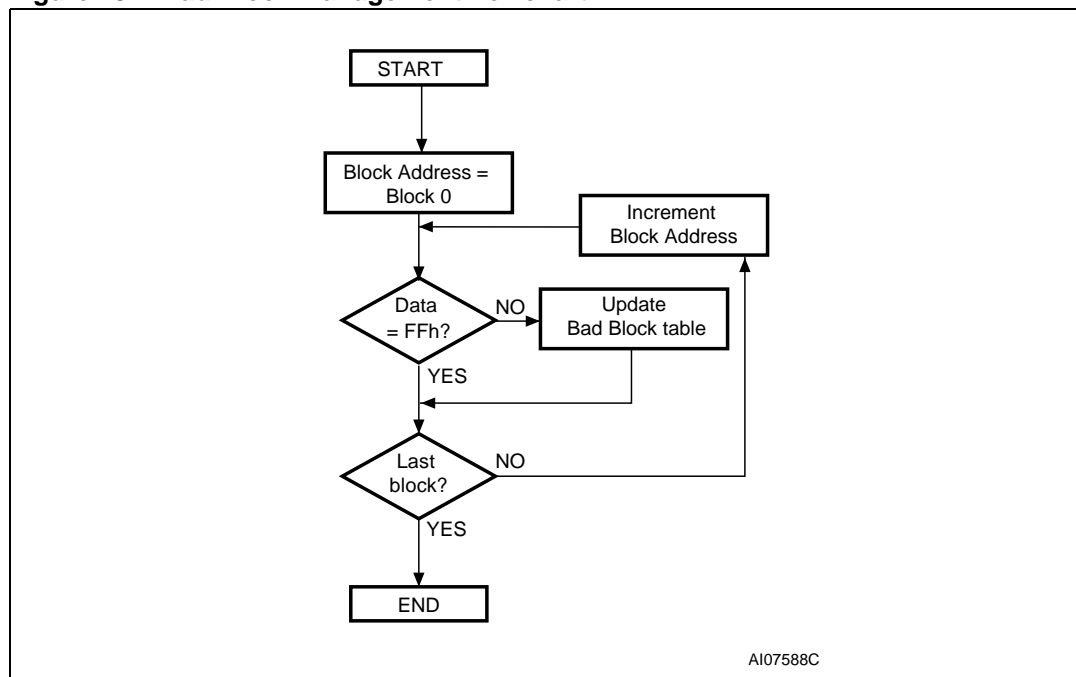 START
Block Address =
Block 0
Increment
Block Address
Data
= FFh?
NO
Update
Bad Block table
YES
Last
block?
NO
YES
END
AI07588C